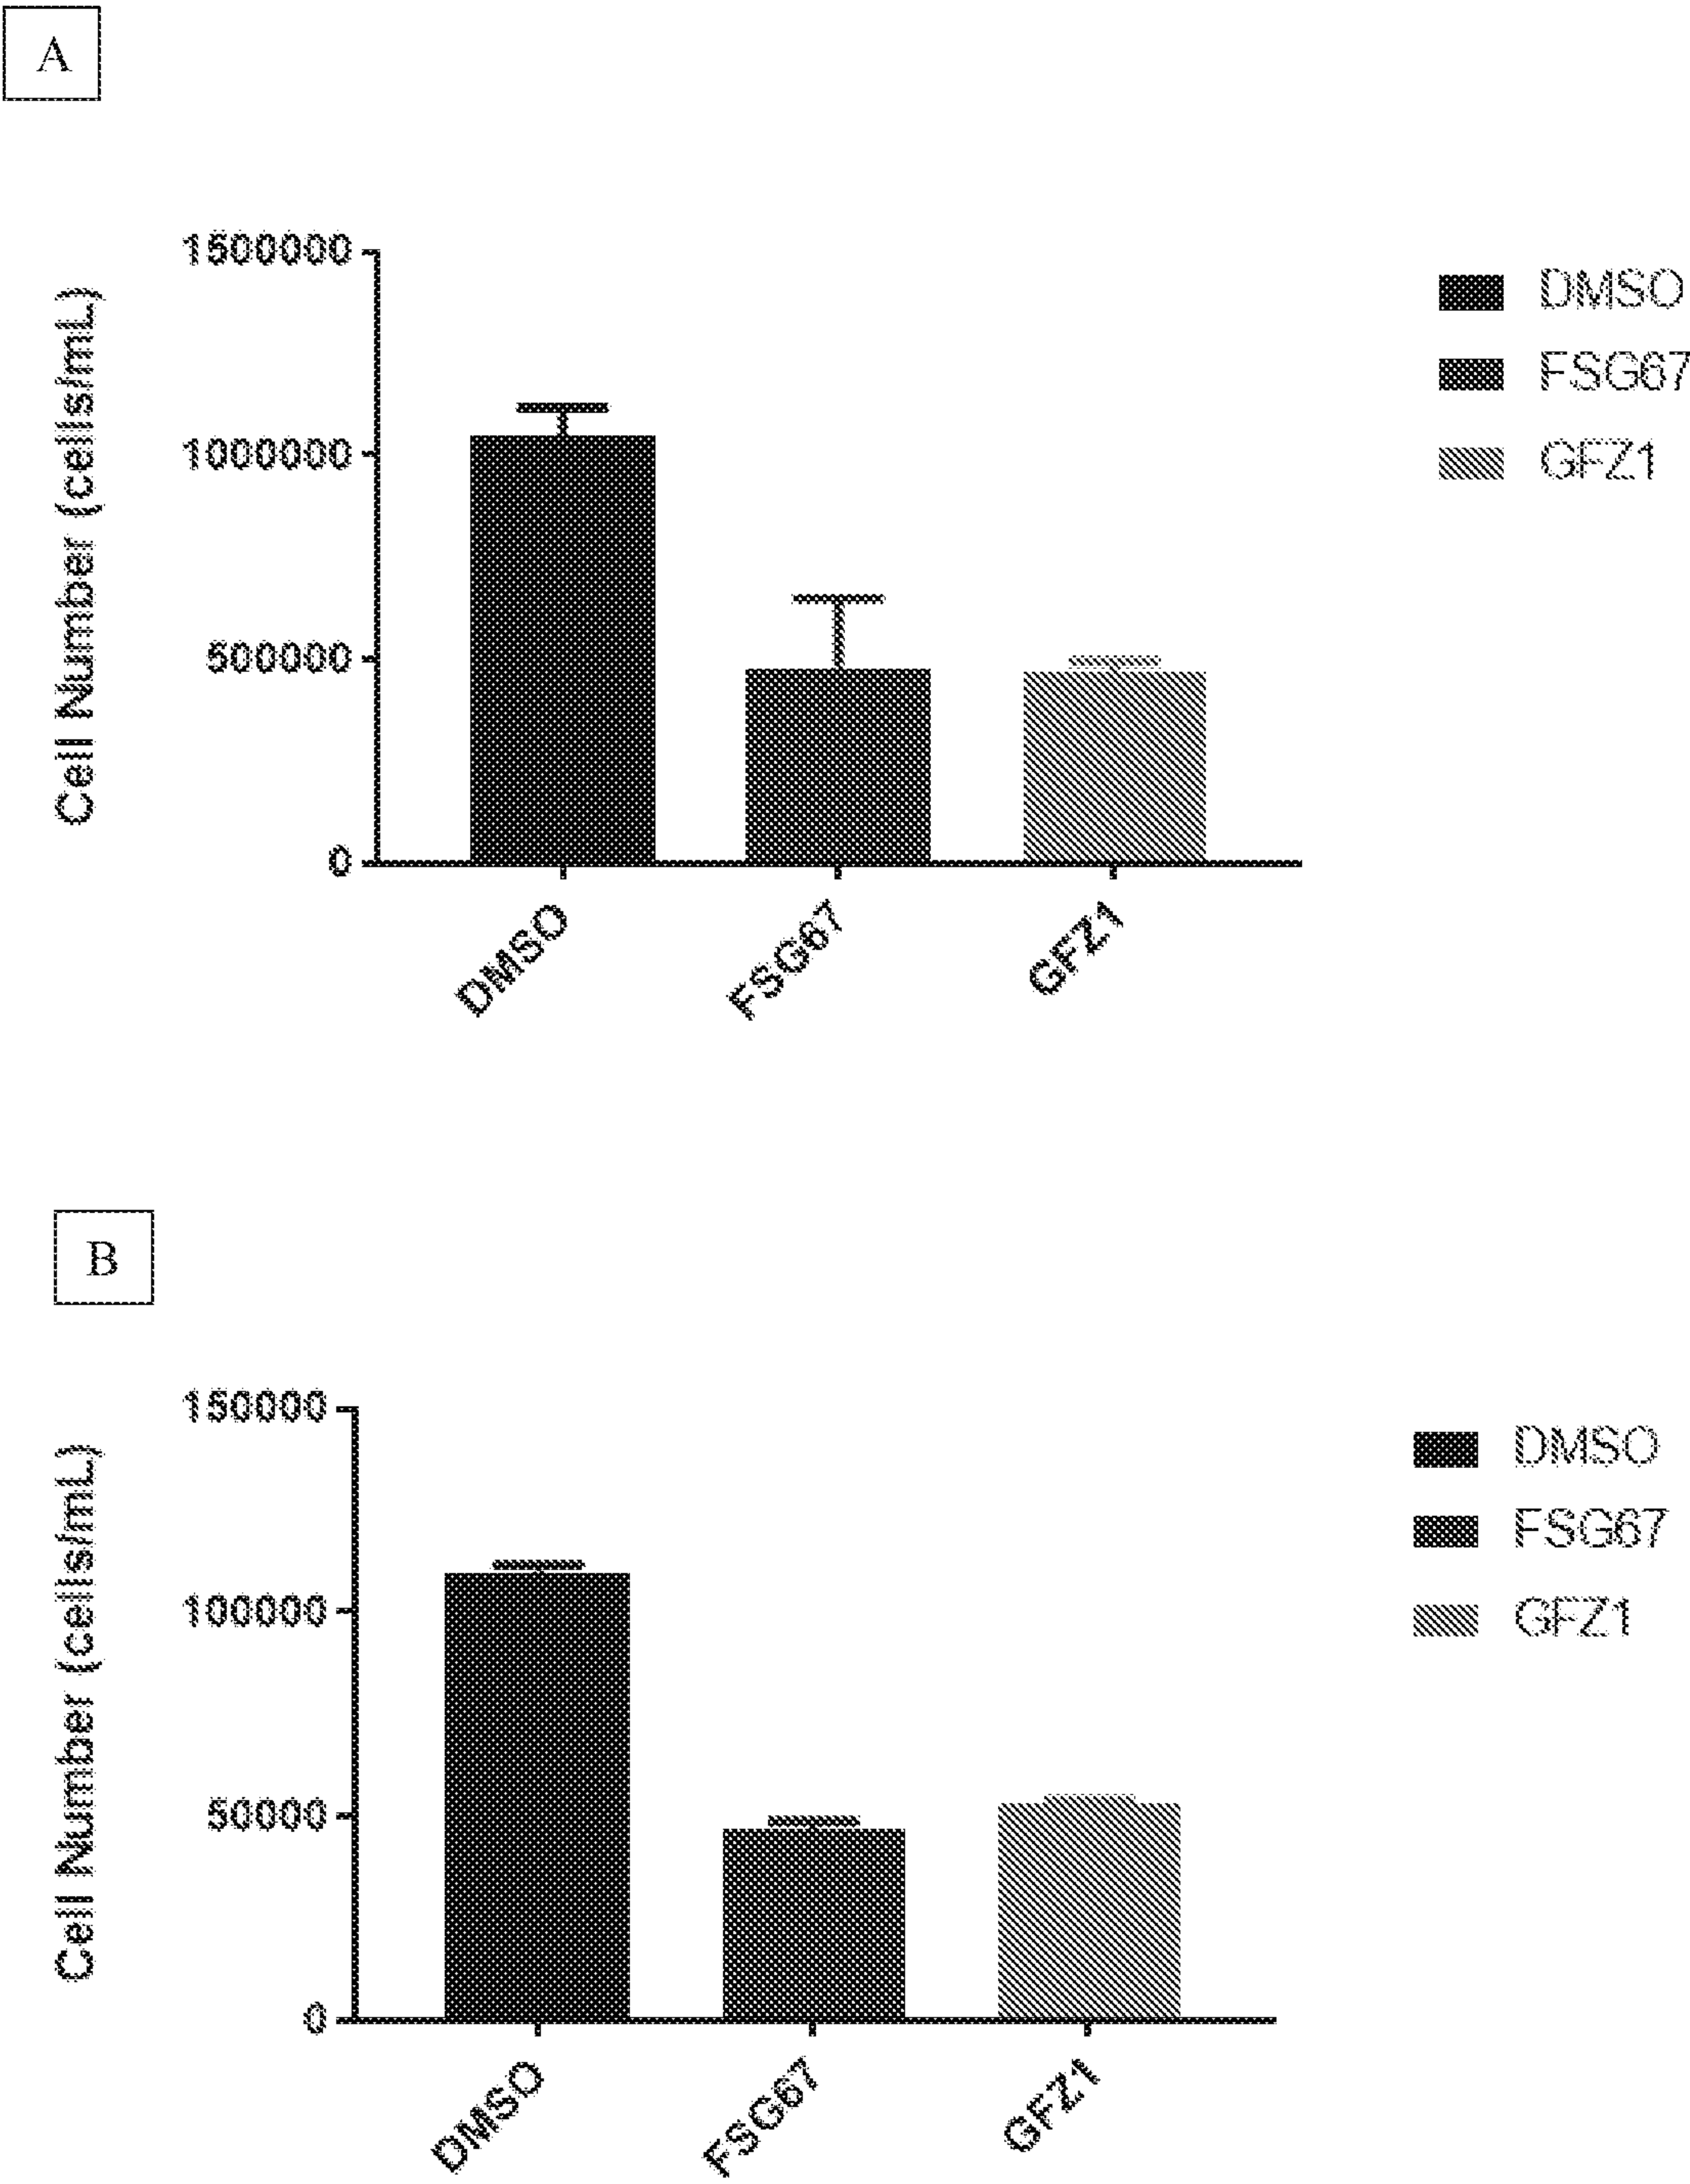 A
1500000
1000000
500000
0
Cell Number (cells/mL)
DMSO
FSG67
GFZ1
DMSO
FSG67
GFZ1
B
150000
100000
50000
0
Cell Number (cells/mL)
DMSO
FSG67
GFZ1
DMSO
FSG67
GFZ1